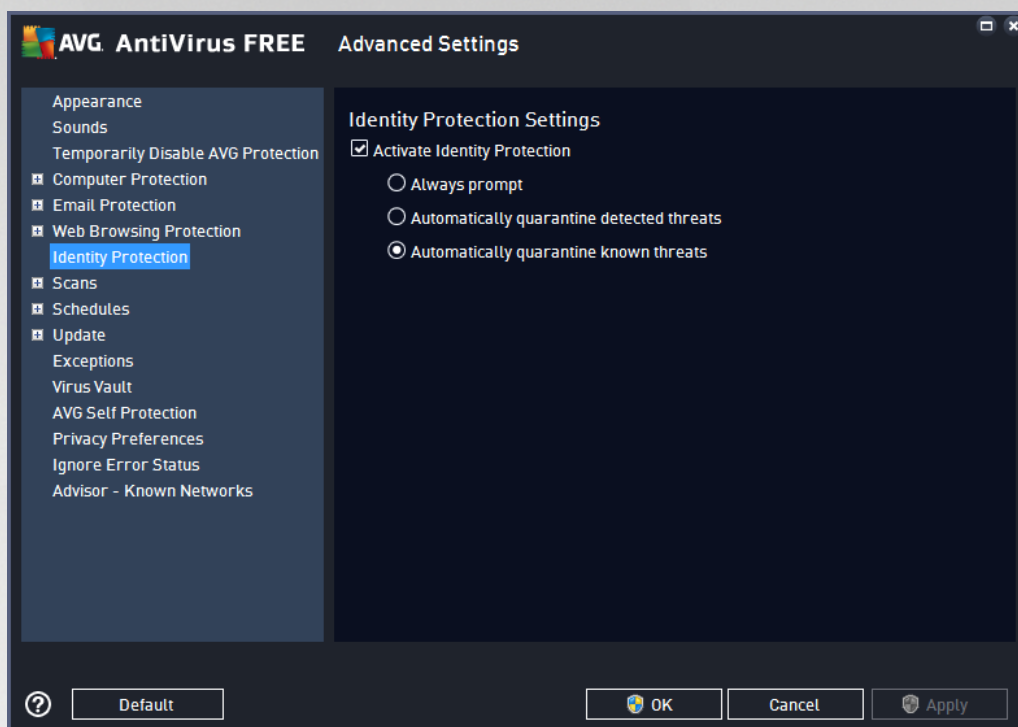 AVG. AntiVirus FREE Advanced Settings
Appearance
Sounds
Temporarily Disable AVG Protection
Computer Protection
Email Protection
Web Browsing Protection
Identity Protection
Scans
Schedules
Update
Exceptions
Virus Vault
AVG Self Protection
Privacy Preferences
Ignore Error Status
Advisor - Known Networks
Identity Protection Settings
Activate Identity Protection
Always prompt
Automatically quarantine detected threats
Automatically quarantine known threats
? Default OK Cancel Apply